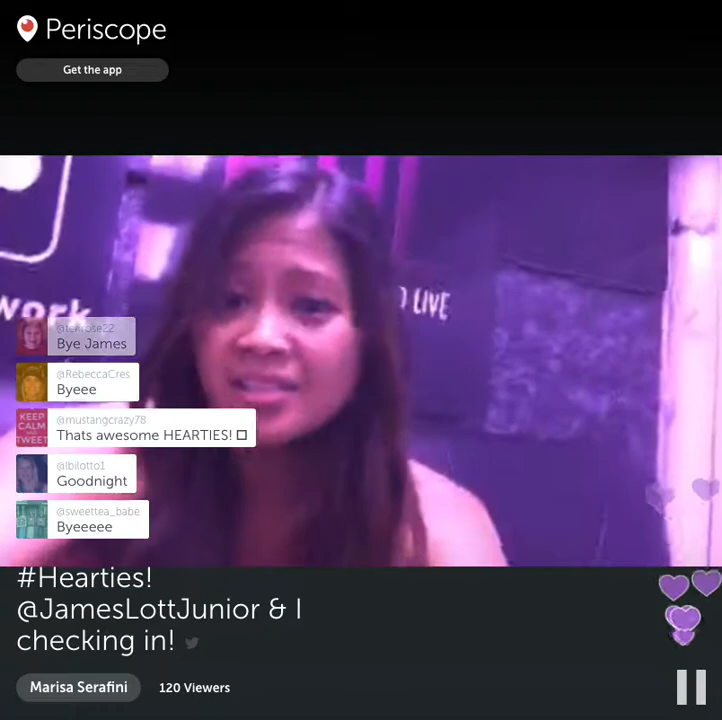 Periscope
Get the app
work
O LIVE
Bye James
@RebeccaCres
Byeee
@mustangcrazy78
KEEP
CALM
TWEET
Thats awesome HEARTIES! □
@lbilotto1
Goodnight
@sweettea_babe
Byeeeee
#Hearties!
@JamesLottJunior & I
checking in!
Marisa Serafini
120 Viewers